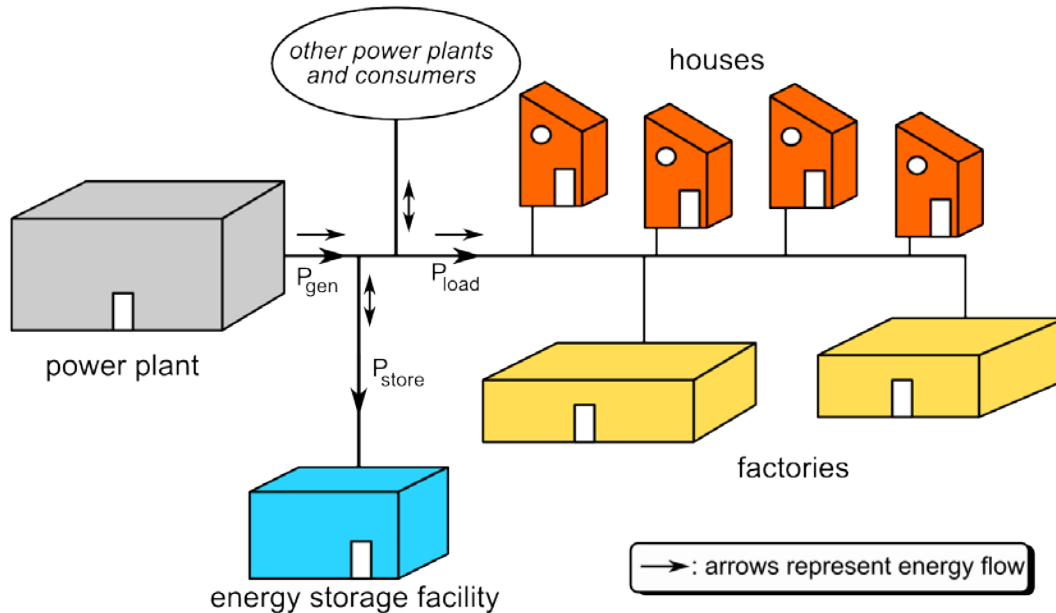 other power plants
and consumers
houses
P_gen
P_load
power plant
P_store
factories
energy storage facility
: arrows represent energy flow